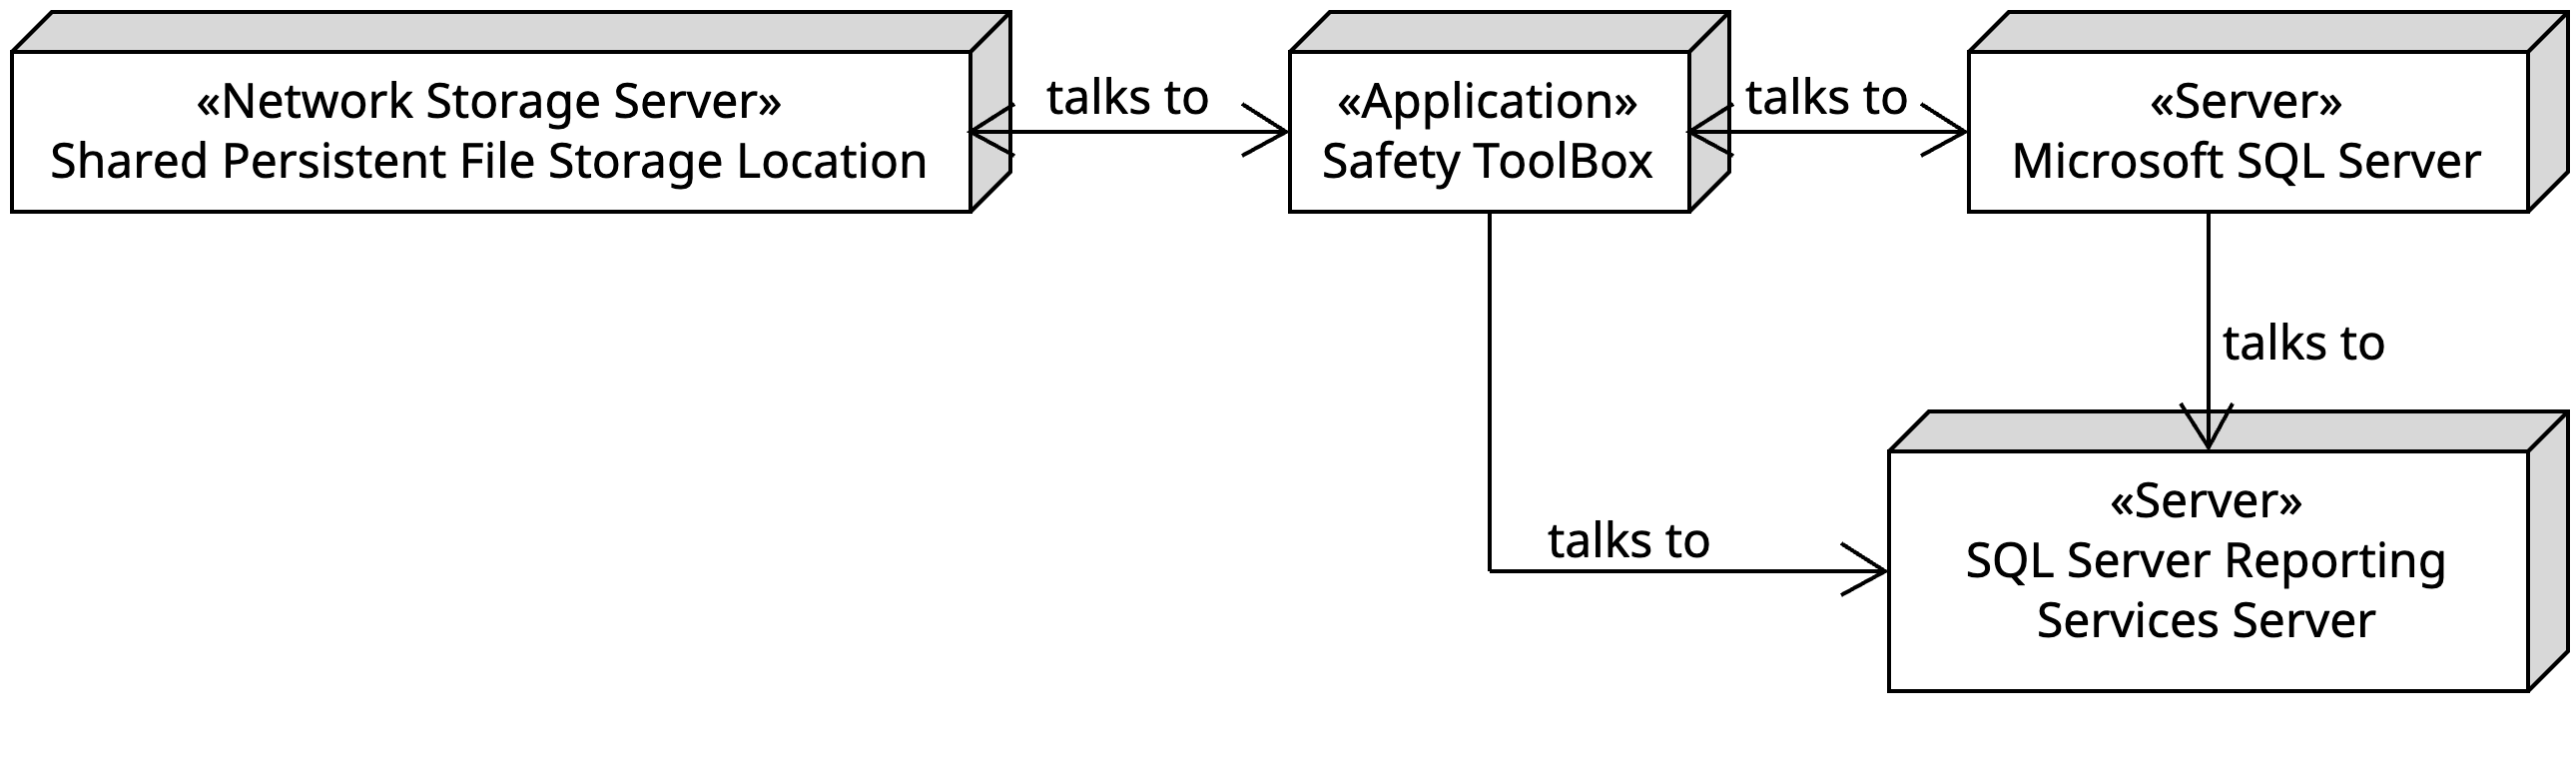 «Network Storage Server»
Shared Persistent File Storage Location
talks to
«Application»
Safety ToolBox
talks to
«Server»
Microsoft SQL Server
talks to
talks to
«Server»
SQL Server Reporting
Services Server